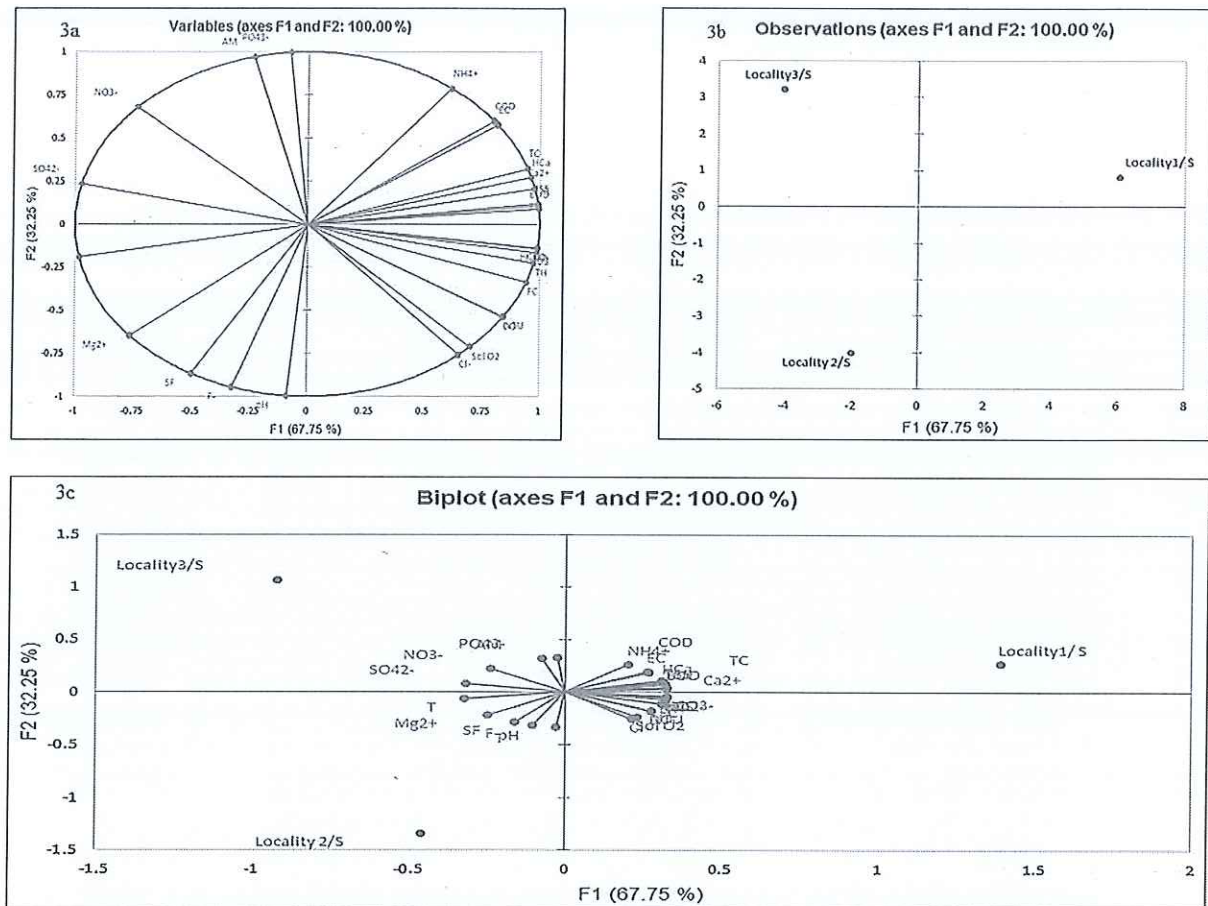 3a
Variables (axes F1 and F2: 100.00 %)
AM
PO43-
NH4+
NO3-
EC
TC
HCa
Ca2+
SO42-
TH
FC
Mg2+
SF
F-
pH
Cl-
1
0.75
0.5
0.25
0
-0.25
-0.5
-0.75
-1
F2 (32.25 %)
-1 -0.75 -0.5 -0.25 0 0.25 0.5 0.75 1
F1 (67.75 %)
3b
Observations (axes F1 and F2: 100.00 %)
Locality3/S
Locality1/S
Locality 2/S
4
3
2
1
0
-1
-2
-3
-4
-5
F2 (32.25 %)
-6 -4 -2 0 2 4 6 8
F1 (67.75 %)
3c
Biplot (axes F1 and F2: 100.00 %)
Locality3/S
Locality1/ S
Locality 2/S
NO3-
SO42-
T
Mg2+
SF
F-
pH
NH4+
COD
EC
HCa
TC
Ca2+
1.5
1
0.5
0
-0.5
-1
-1.5
F2 (32.25 %)
-1.5 -1 -0.5 0 0.5 1 1.5 2
F1 (67.75 %)